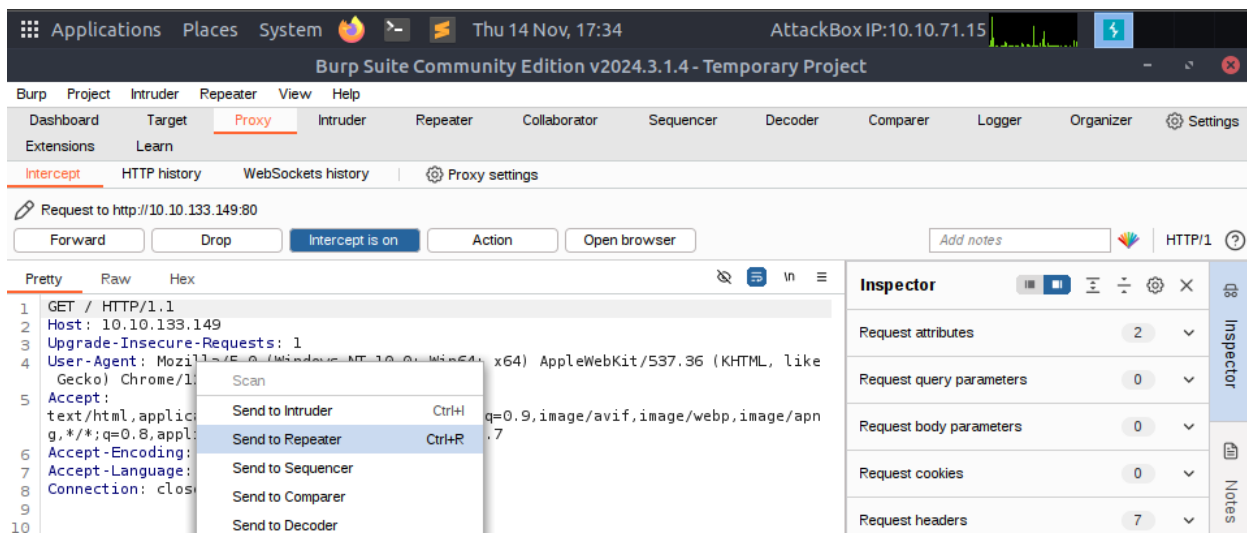 Applications Places System Thu 14 Nov, 17:34 AttackBox IP:10.10.71.15
Burp Suite Community Edition v2024.3.1.4 - Temporary Project
Burp Project Intruder Repeater View Help
Dashboard Target Proxy Intruder Repeater Collaborator Sequencer Decoder Comparer Logger Organizer Settings
Extensions Learn
Intercept HTTP history WebSockets history Proxy settings
Request to http://10.10.133.149:80
Forward Drop Intercept is on Action Open browser Add notes HTTP/1
Pretty Raw Hex \n
Inspector
1 GET / HTTP/1.1
2 Host: 10.10.133.149
3 Upgrade-Insecure-Requests: 1
4 User-Agent: Mozilla/5.0 (Windows NT 10.0; Win64; x64) AppleWebKit/537.36 (KHTML, like
Gecko)
5 Accept:
q=0.9,image/avif,image/webp,image/apn
g,*/*;q=0.8, .7
6 Accept-Encoding:
7 Accept-Language:
8 Connection:
9
10
Scan
Send to Intruder Ctrl+I
Send to Repeater Ctrl+R
Send to Sequencer
Send to Comparer
Send to Decoder
Request attributes 2
Request query parameters 0
Request body parameters 0
Request cookies 0
Request headers 7
Inspector
Notes